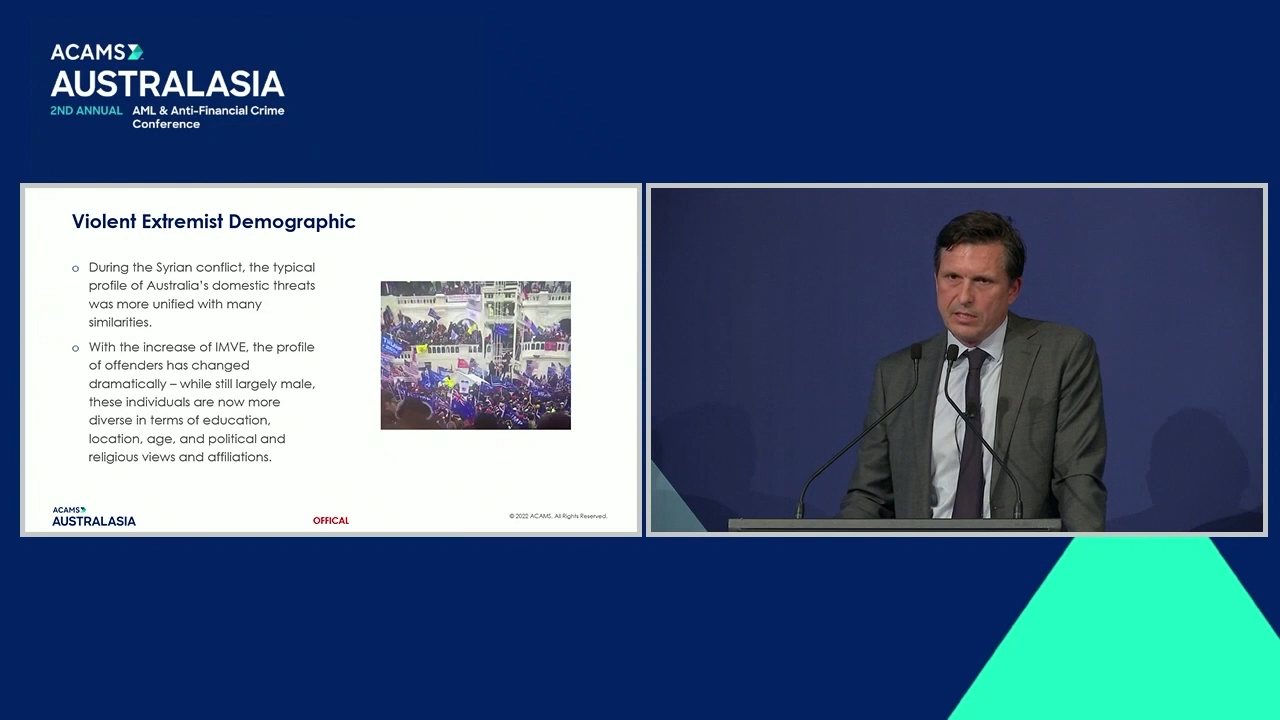 ACAMS
AUSTRALASIA
2ND ANNUAL AML & Anti-Financial Crime
Conference
Violent Extremist Demographic
o During the Syrian conflict, the typical
profile of Australia's domestic threats
was more unified with many
similarities.
o With the increase of IMVE, the profile
of offenders has changed
dramatically – while still largely male,
these individuals are now more
diverse in terms of education,
location, age, and political and
religious views and affiliations.
TRUMP
ACAMS
AUSTRALASIA
OFFICAL
© 2022 ACAMS. All Rights Reserved.